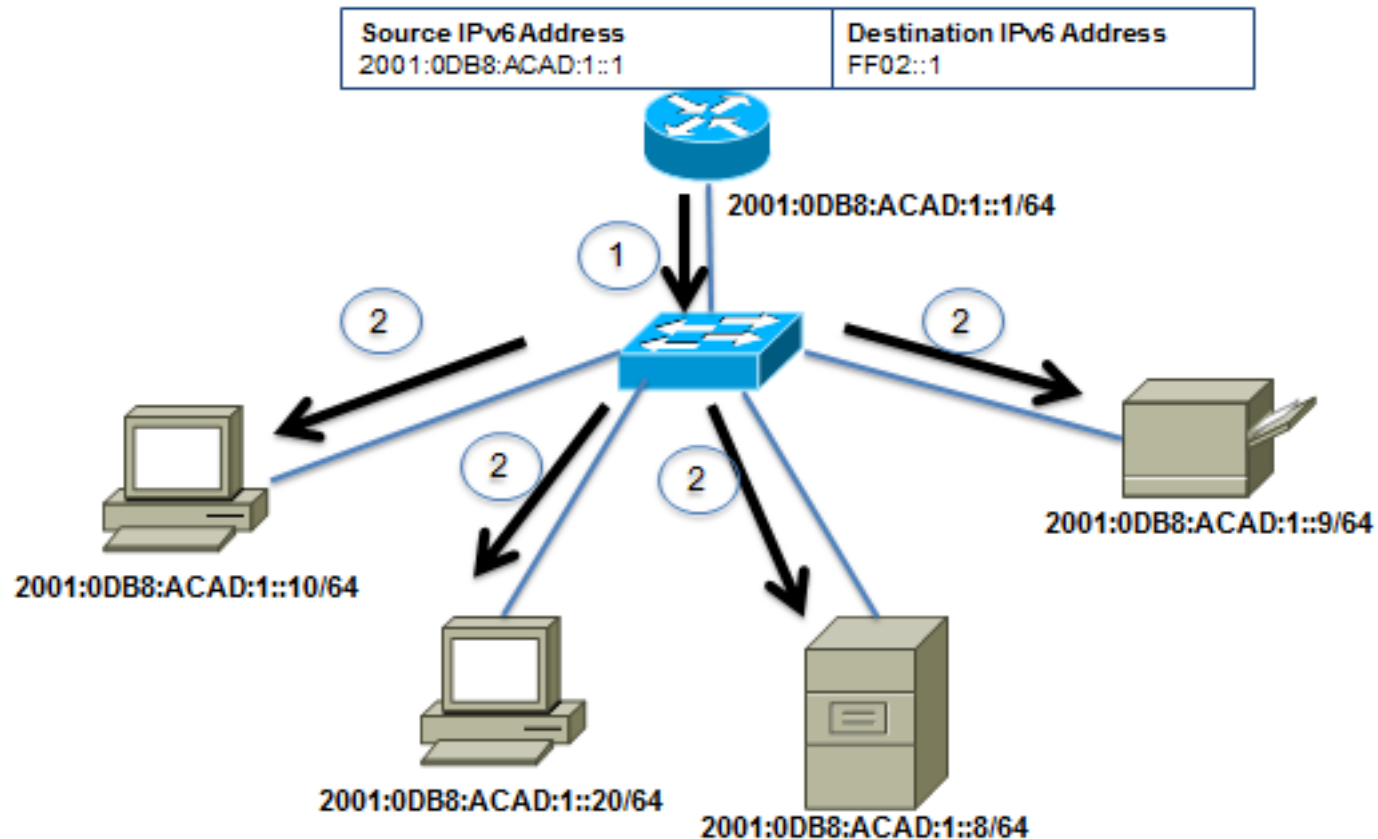 Source IPv6 Address
2001:0DB8:ACAD:1::1
Destination IPv6 Address
FF02::1
2001:0DB8:ACAD:1::1/64
1
2
2
2
2
2001:0DB8:ACAD:1::9/64
2001:0DB8:ACAD:1::10/64
2001:0DB8:ACAD:1::20/64
2001:0DB8:ACAD:1::8/64